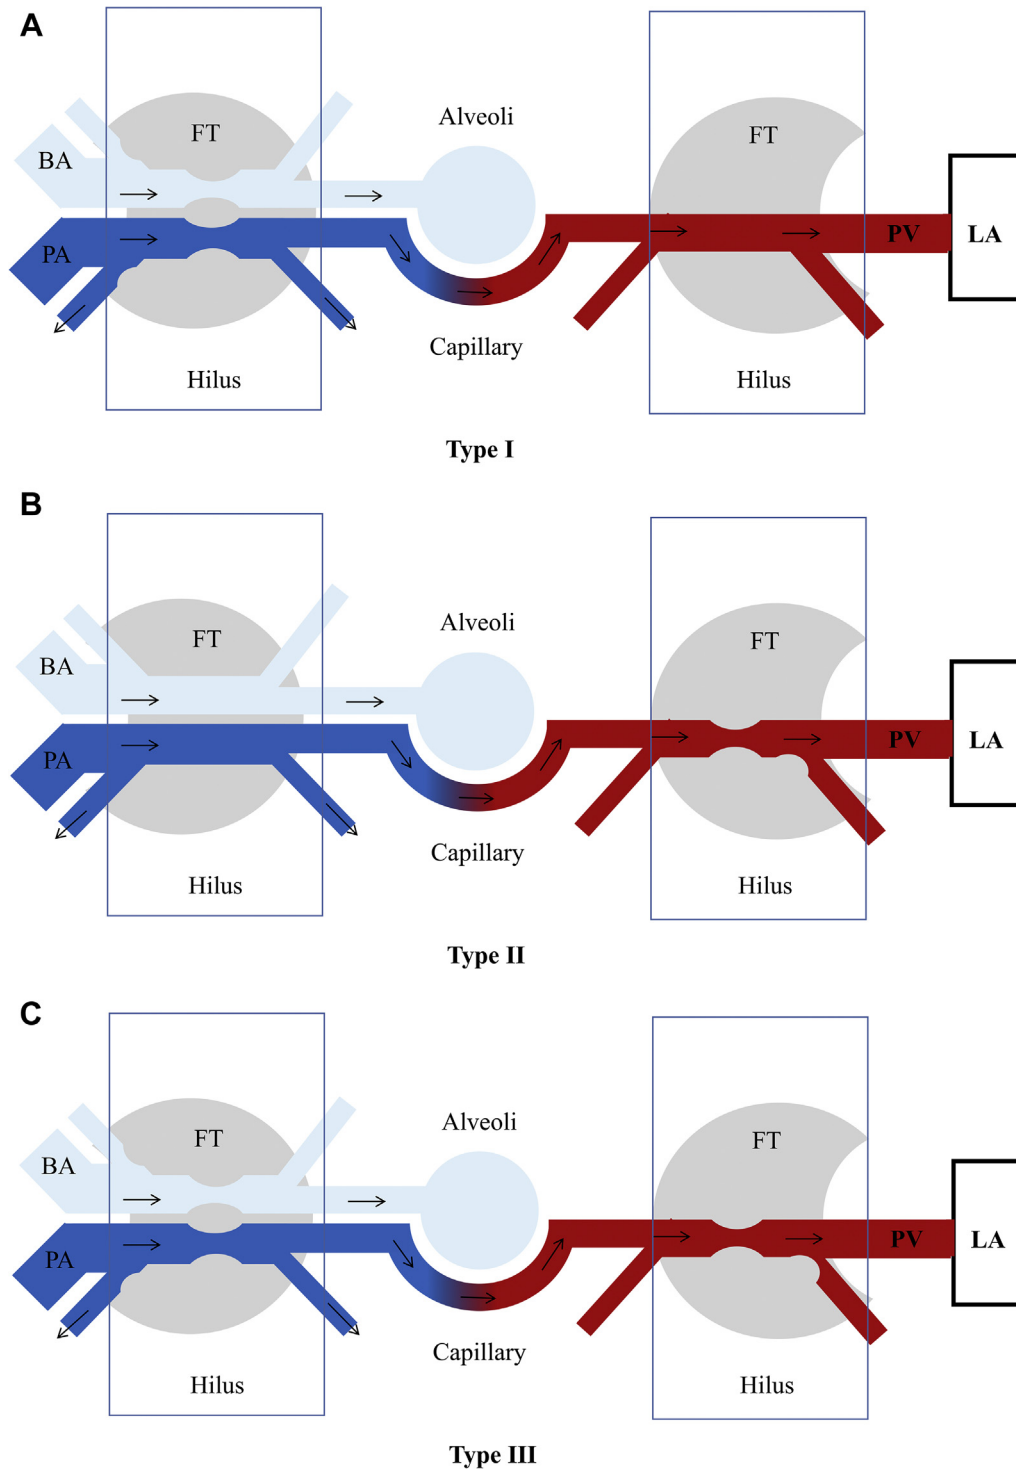 A
FT
FT
Alveoli
BA
PA
PV
LA
Capillary
Hilus
Hilus
Type I
B
FT
FT
Alveoli
BA
PA
PV
LA
Capillary
Hilus
Hilus
Type II
C
FT
FT
Alveoli
BA
PA
PV
LA
Capillary
Hilus
Hilus
Type III